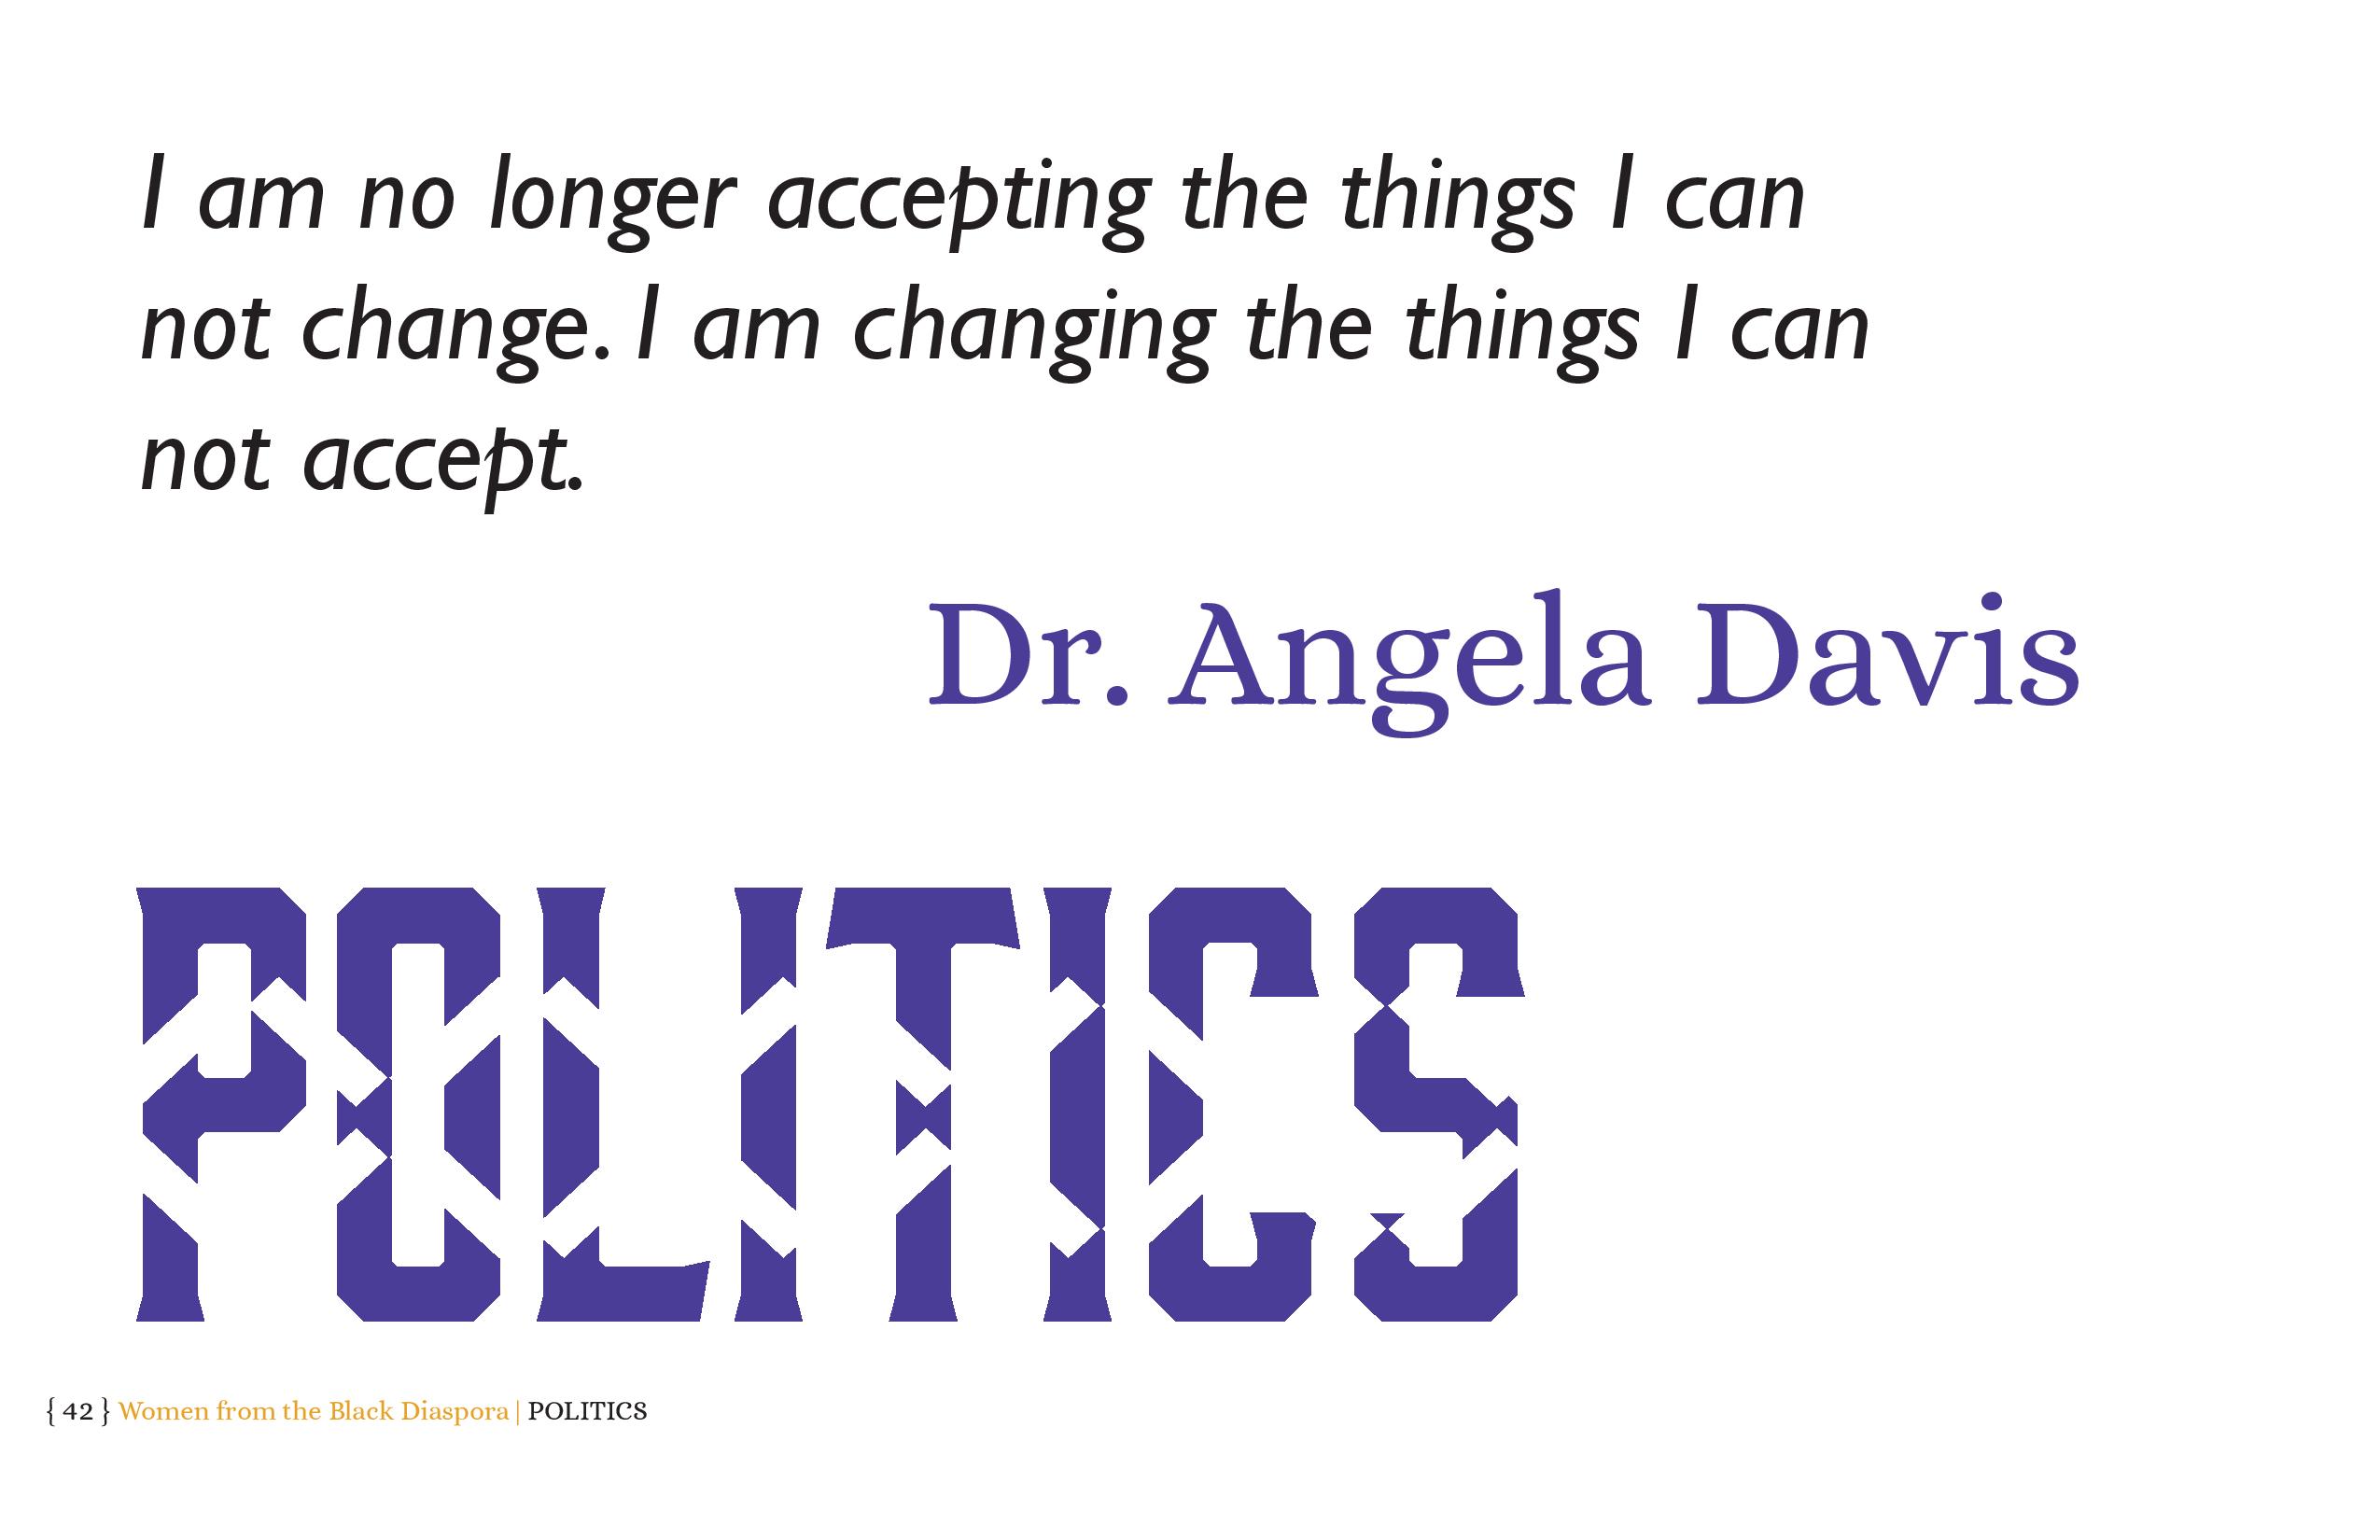 I am no longer accepting the things I can
not change. I am changing the things I can
not accept.
Dr. Angela Davis
POLITICS
{ 42 } Women from the Black Diaspora | POLITICS